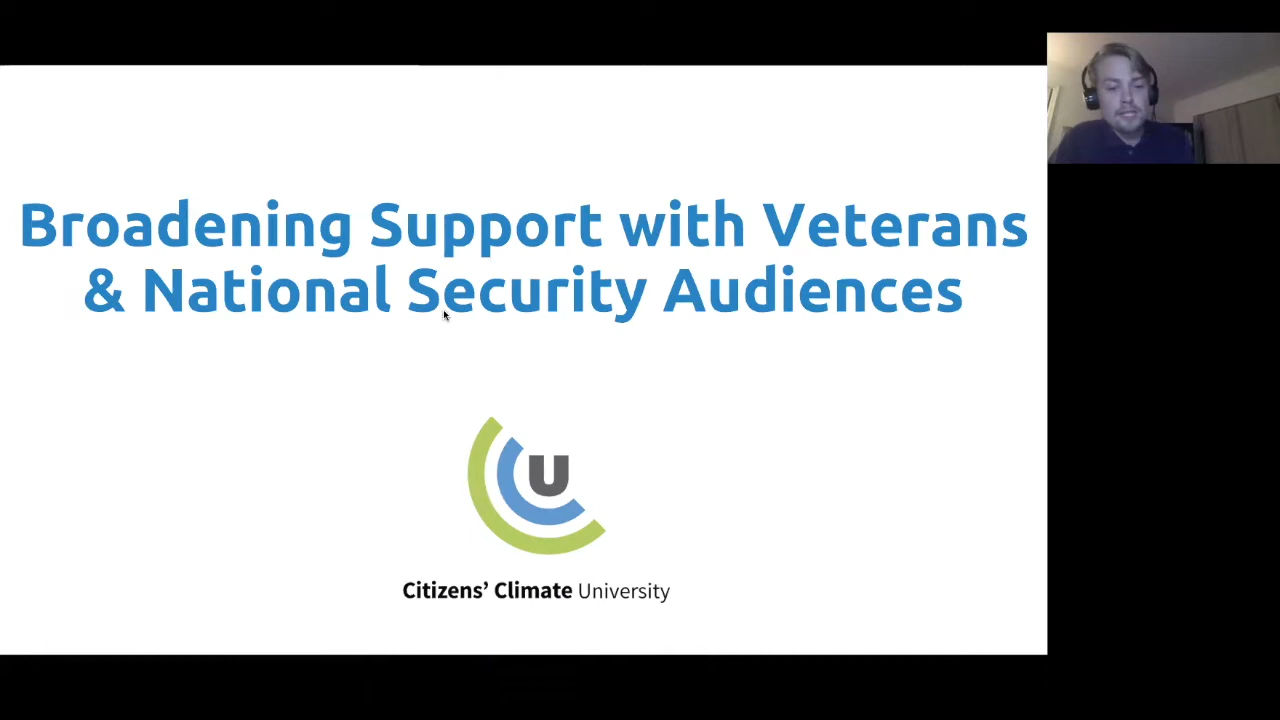 Broadening Support with Veterans
& National Security Audiences
U
Citizens’ Climate University